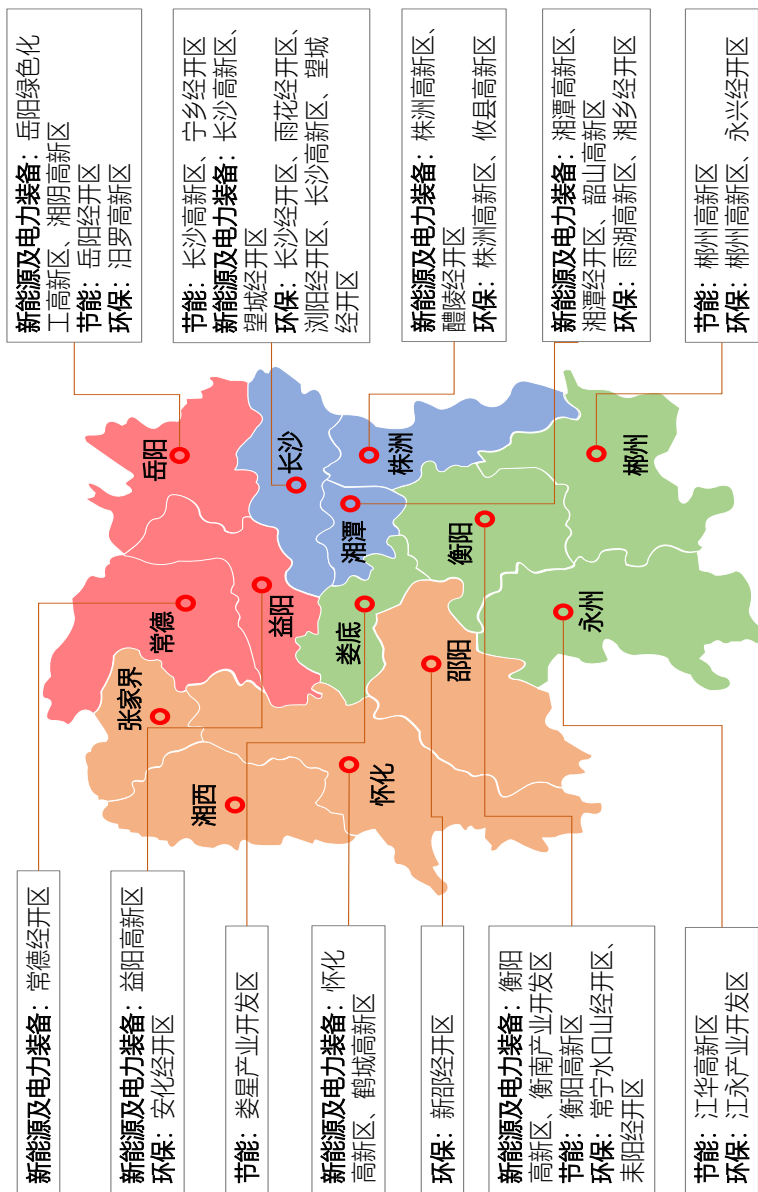 新能源及电力装备：常德经开区
新能源及电力装备：益阳高新区
环保：安化经开区
节能：娄星产业开发区
新能源及电力装备：怀化
高新区、鹤城高新区
环保：新邵经开区
新能源及电力装备：衡阳
高新区、衡南产业开发区
节能：衡阳高新区
环保：常宁水口山经开区、
耒阳经开区
节能：江华高新区
环保：江永产业开发区
张家界
常德
岳阳
湘西
益阳
长沙
怀化
娄底
湘潭
株洲
邵阳
衡阳
永州
郴州
新能源及电力装备：岳阳绿色化
工高新区、湘阴高新区
节能：岳阳经开区
环保：汨罗高新区
节能：长沙高新区、宁乡经开区
新能源及电力装备：长沙高新区、
望城经开区
环保：长沙经开区、雨花经开区、
浏阳经开区、长沙高新区、望城
经开区
新能源及电力装备：株洲高新区、
醴陵经开区
环保：株洲高新区、攸县高新区
新能源及电力装备：湘潭高新区、
湘潭经开区、韶山高新区
环保：雨湖高新区、湘乡经开区
节能：郴州高新区
环保：郴州高新区、永兴经开区